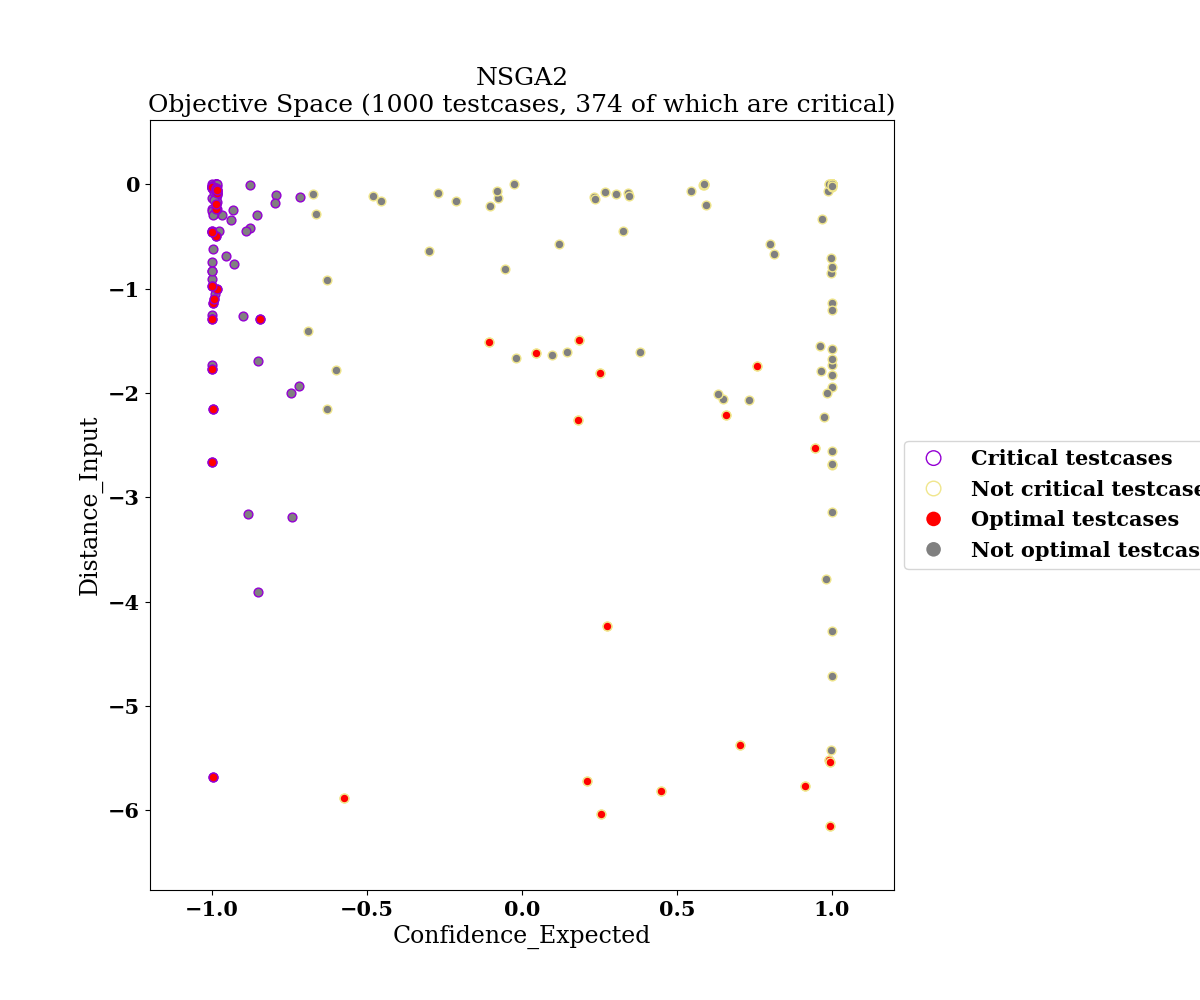 NSGA2
Objective Space (1000 testcases, 374 of which are critical)
0
−1
−2
−3
−4
−5
−6
Distance_Input
−1.0
−0.5
0.0
0.5
1.0
Confidence_Expected
Critical testcases
Not critical testcase
Optimal testcases
Not optimal testcas